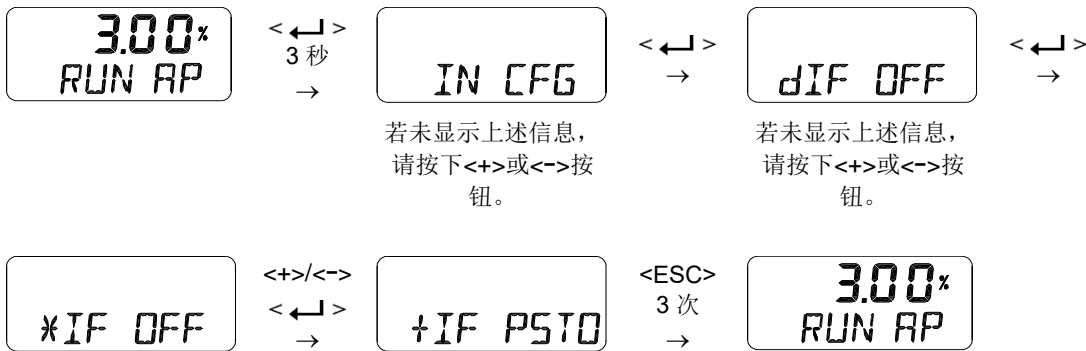 3.00%
RUN AP
< ↵ >
3 秒
→
IN CFG
若未显示上述信息，
请按下<+>或<->按
钮。
< ↵ >
→
dIF OFF
若未显示上述信息，
请按下<+>或<->按
钮。
< ↵ >
→
*IF OFF
<+>/<->
< ↵ >
→
+IF PSTO
<ESC>
3 次
→
3.00%
RUN AP